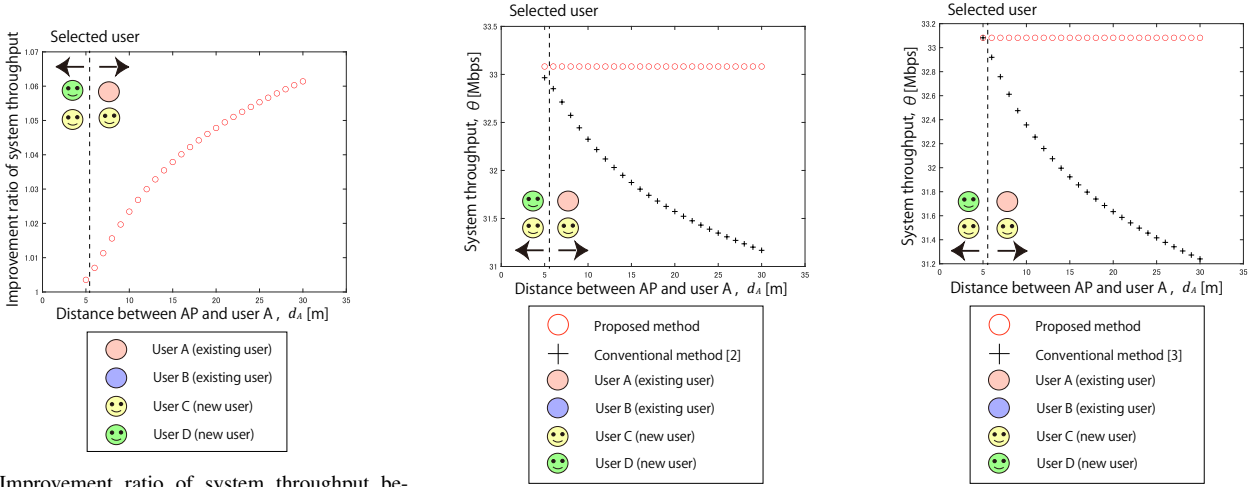 Selected user
Improvement ratio of system throughput
1.07
1.06
1.05
1.04
1.03
1.02
1.01
1
0
5
10
15
20
25
30
35
Distance between AP and user A , d_A [m]
User A (existing user)
User B (existing user)
User C (new user)
User D (new user)
Improvement ratio of system throughput be-
Selected user
System throughput, θ [Mbps]
33.5
33
32.5
32
31.5
31
0
5
10
15
20
25
30
35
Distance between AP and user A , d_A [m]
Proposed method
Conventional method [2]
User A (existing user)
User B (existing user)
User C (new user)
User D (new user)
Selected user
System throughput, θ [Mbps]
33.2
33
32.8
32.6
32.4
32.2
32
31.8
31.6
31.4
31.2
0
5
10
15
20
25
30
35
Distance between AP and user A , d_A [m]
Proposed method
Conventional method [3]
User A (existing user)
User B (existing user)
User C (new user)
User D (new user)